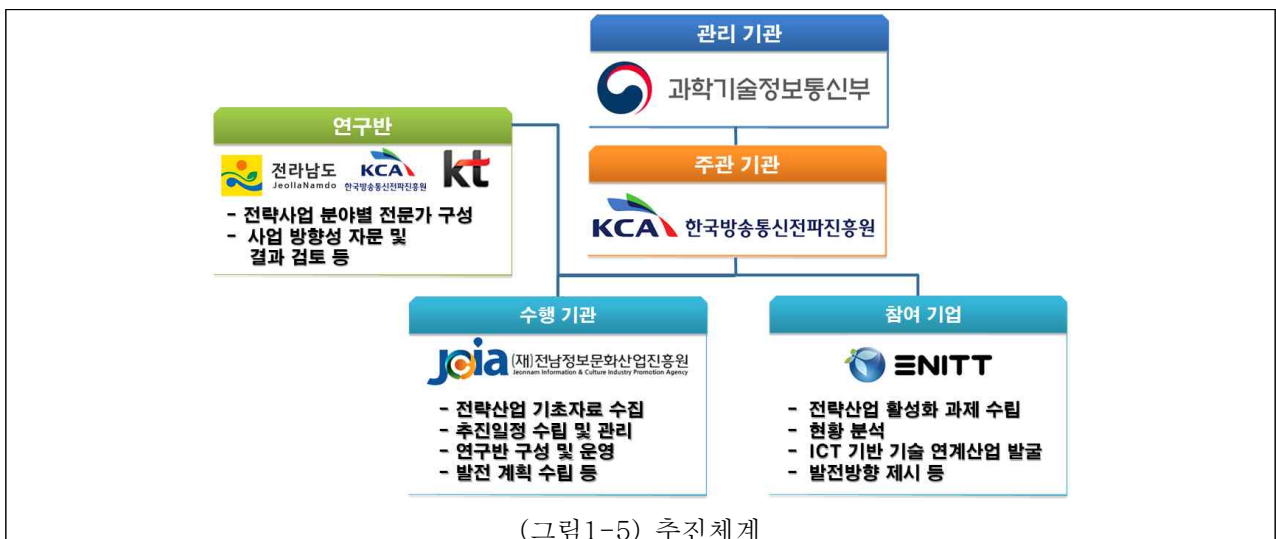 관리 기관
과학기술정보통신부
연구반
전라남도
JeollaNamdo
KCA
한국방송통신전파진흥원
kt
- 전략사업 분야별 전문가 구성
- 사업 방향성 자문 및
결과 검토 등
주관 기관
KCA 한국방송통신전파진흥원
수행 기관
Jcia (재)전남정보문화산업진흥원
Jeonnam Information & Culture Industry Promotion Agency
- 전략산업 기초자료 수집
- 추진일정 수립 및 관리
- 연구반 구성 및 운영
- 발전 계획 수립 등
참여 기업
ENITT
- 전략산업 활성화 과제 수립
- 현황 분석
- ICT 기반 기술 연계산업 발굴
- 발전방향 제시 등
(그림1-5) 추진체계